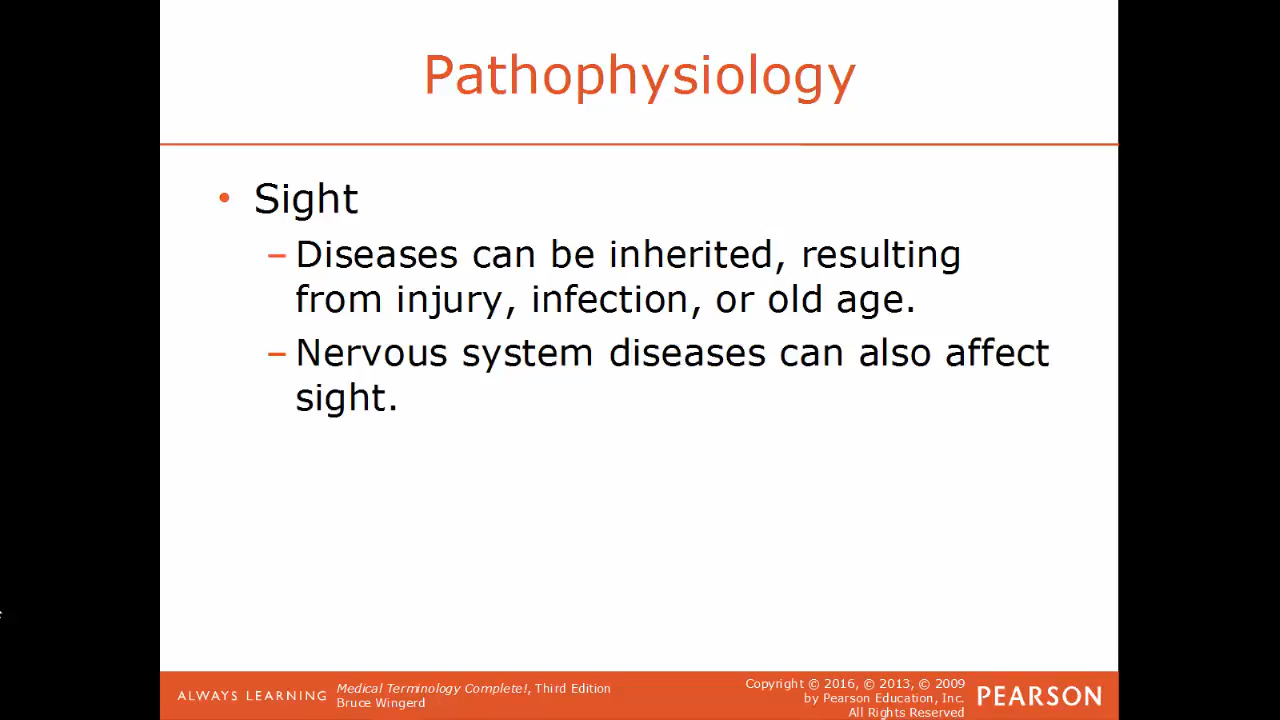 Pathophysiology
• Sight
– Diseases can be inherited, resulting
from injury, infection, or old age.
– Nervous system diseases can also affect
sight.
ALWAYS LEARNING
Medical Terminology Complete!, Third Edition
Bruce Wingerd
Copyright © 2016, © 2013, © 2009
by Pearson Education, Inc.
All Rights Reserved
PEARSON